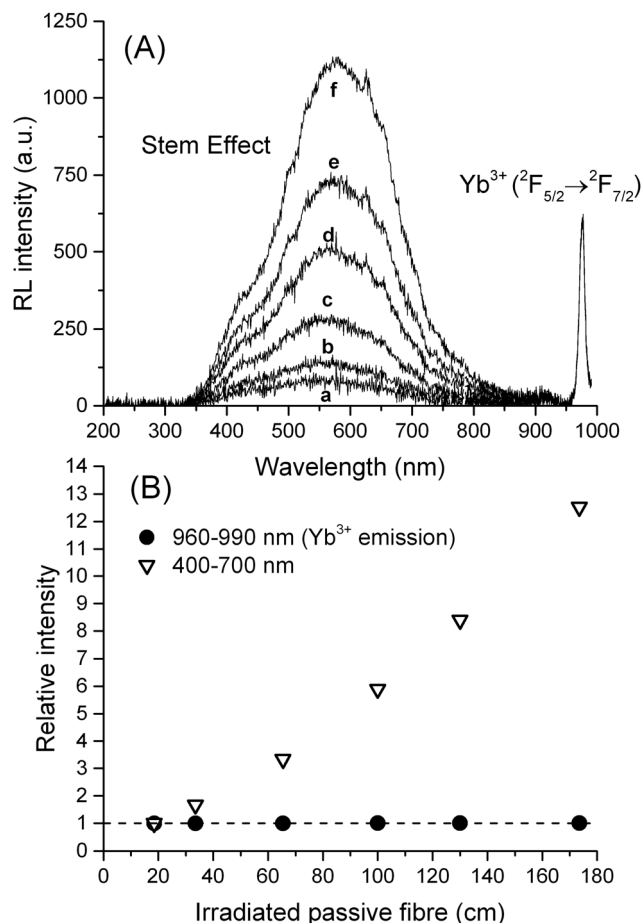 (A)
Stem Effect
Yb³⁺ (²F₅/₂→²F₇/₂)
f
e
d
c
b
a
RL intensity (a.u.)
1250
1000
750
500
250
0
200 300 400 500 600 700 800 900 1000
Wavelength (nm)
(B)
960-990 nm (Yb³⁺ emission)
400-700 nm
Relative intensity
14
13
12
11
10
9
8
7
6
5
4
3
2
1
0
0 20 40 60 80 100 120 140 160 180
Irradiated passive fibre (cm)